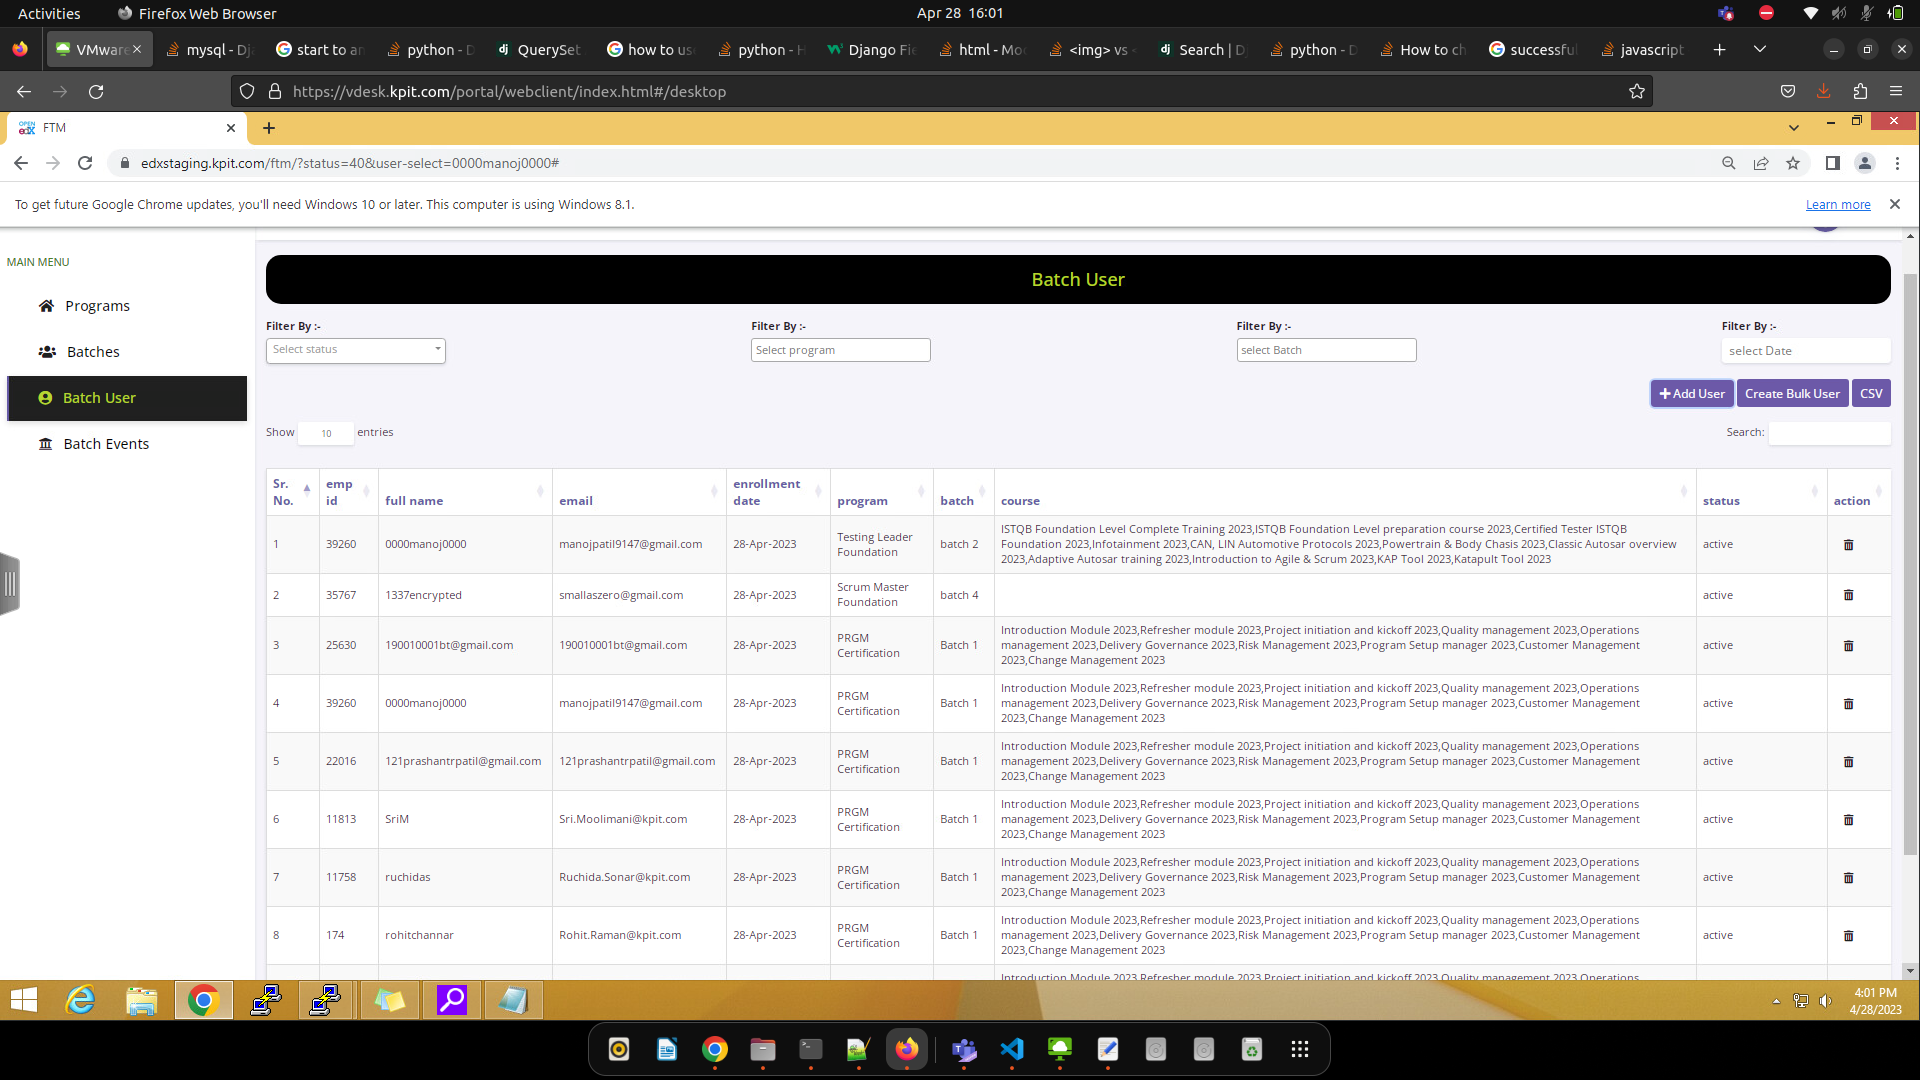 Activities
Firefox Web Browser
Apr 28 16:01
VMware
mysql - Dj
start to an
python - D
QuerySet
how to us
python - H
Django Fie
html - Mo
<img> vs
Search | D
python - D
How to ch
successful
javascript
https://vdesk.kpit.com/portal/webclient/index.html#/desktop
OPEN edX
FTM
edxstaging.kpit.com/ftm/?status=40&user-select=0000manoj0000#
To get future Google Chrome updates, you'll need Windows 10 or later. This computer is using Windows 8.1.
Learn more
MAIN MENU
Programs
Batches
Batch User
Batch Events
Batch User
Filter By :-
Filter By :-
Filter By :-
Filter By :-
Select status
Select program
select Batch
select Date
Add User
Create Bulk User
CSV
Show 10 entries
Search:
Sr. No. emp id full name email enrollment date program batch course status action
1 39260 0000manoj0000 manojpatil9147@gmail.com 28-Apr-2023 Testing Leader Foundation batch 2
ISTQB Foundation Level Complete Training 2023,ISTQB Foundation Level preparation course 2023,Certified Tester ISTQB
Foundation 2023,Infotainment 2023,CAN, LIN Automotive Protocols 2023,Powertrain & Body Chasis 2023,Classic Autosar overview
2023,Adaptive Autosar training 2023,Introduction to Agile & Scrum 2023,KAP Tool 2023,Katapult Tool 2023
active
2 35767 1337encrypted smallaszero@gmail.com 28-Apr-2023 Scrum Master Foundation batch 4 active
3 25630 190010001bt@gmail.com 190010001bt@gmail.com 28-Apr-2023 PRGM Certification Batch 1
Introduction Module 2023,Refresher module 2023,Project initiation and kickoff 2023,Quality management 2023,Operations
management 2023,Delivery Governance 2023,Risk Management 2023,Program Setup manager 2023,Customer Management
2023,Change Management 2023
active
4 39260 0000manoj0000 manojpatil9147@gmail.com 28-Apr-2023 PRGM Certification Batch 1
Introduction Module 2023,Refresher module 2023,Project initiation and kickoff 2023,Quality management 2023,Operations
management 2023,Delivery Governance 2023,Risk Management 2023,Program Setup manager 2023,Customer Management
2023,Change Management 2023
active
5 22016 121prashantrpatil@gmail.com 121prashantrpatil@gmail.com 28-Apr-2023 PRGM Certification Batch 1
Introduction Module 2023,Refresher module 2023,Project initiation and kickoff 2023,Quality management 2023,Operations
management 2023,Delivery Governance 2023,Risk Management 2023,Program Setup manager 2023,Customer Management
2023,Change Management 2023
active
6 11813 SriM Sri.Moolimani@kpit.com 28-Apr-2023 PRGM Certification Batch 1
Introduction Module 2023,Refresher module 2023,Project initiation and kickoff 2023,Quality management 2023,Operations
management 2023,Delivery Governance 2023,Risk Management 2023,Program Setup manager 2023,Customer Management
2023,Change Management 2023
active
7 11758 ruchidas Ruchida.Sonar@kpit.com 28-Apr-2023 PRGM Certification Batch 1
Introduction Module 2023,Refresher module 2023,Project initiation and kickoff 2023,Quality management 2023,Operations
management 2023,Delivery Governance 2023,Risk Management 2023,Program Setup manager 2023,Customer Management
2023,Change Management 2023
active
8 174 rohitchannar Rohit.Raman@kpit.com 28-Apr-2023 PRGM Certification Batch 1
Introduction Module 2023,Refresher module 2023,Project initiation and kickoff 2023,Quality management 2023,Operations
management 2023,Delivery Governance 2023,Risk Management 2023,Program Setup manager 2023,Customer Management
2023,Change Management 2023
active
Introduction Module 2023,Refresher module 2023,Project initiation and kickoff 2023,Quality management 2023,Operations
4:01 PM
4/28/2023